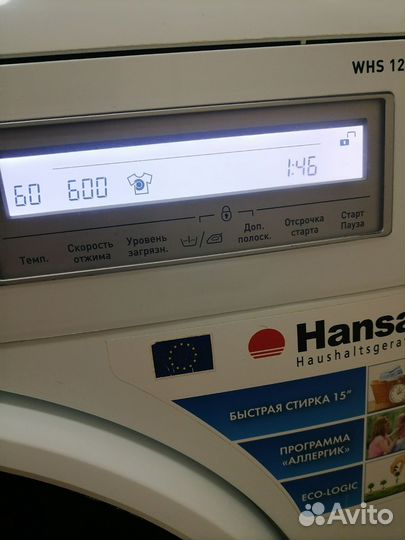 WHS 12
60 600 1:46
Темп.
Скорость
отжима
Уровень
загрязн.
Доп.
полоск.
Отсрочка
старта
Старт
Пауза
Hansa
Haushaltsgerä
БЫСТРАЯ СТИРКА 15"
ПРОГРАММА
«АЛЛЕРГИК»
ECO-LOGIC
Avito